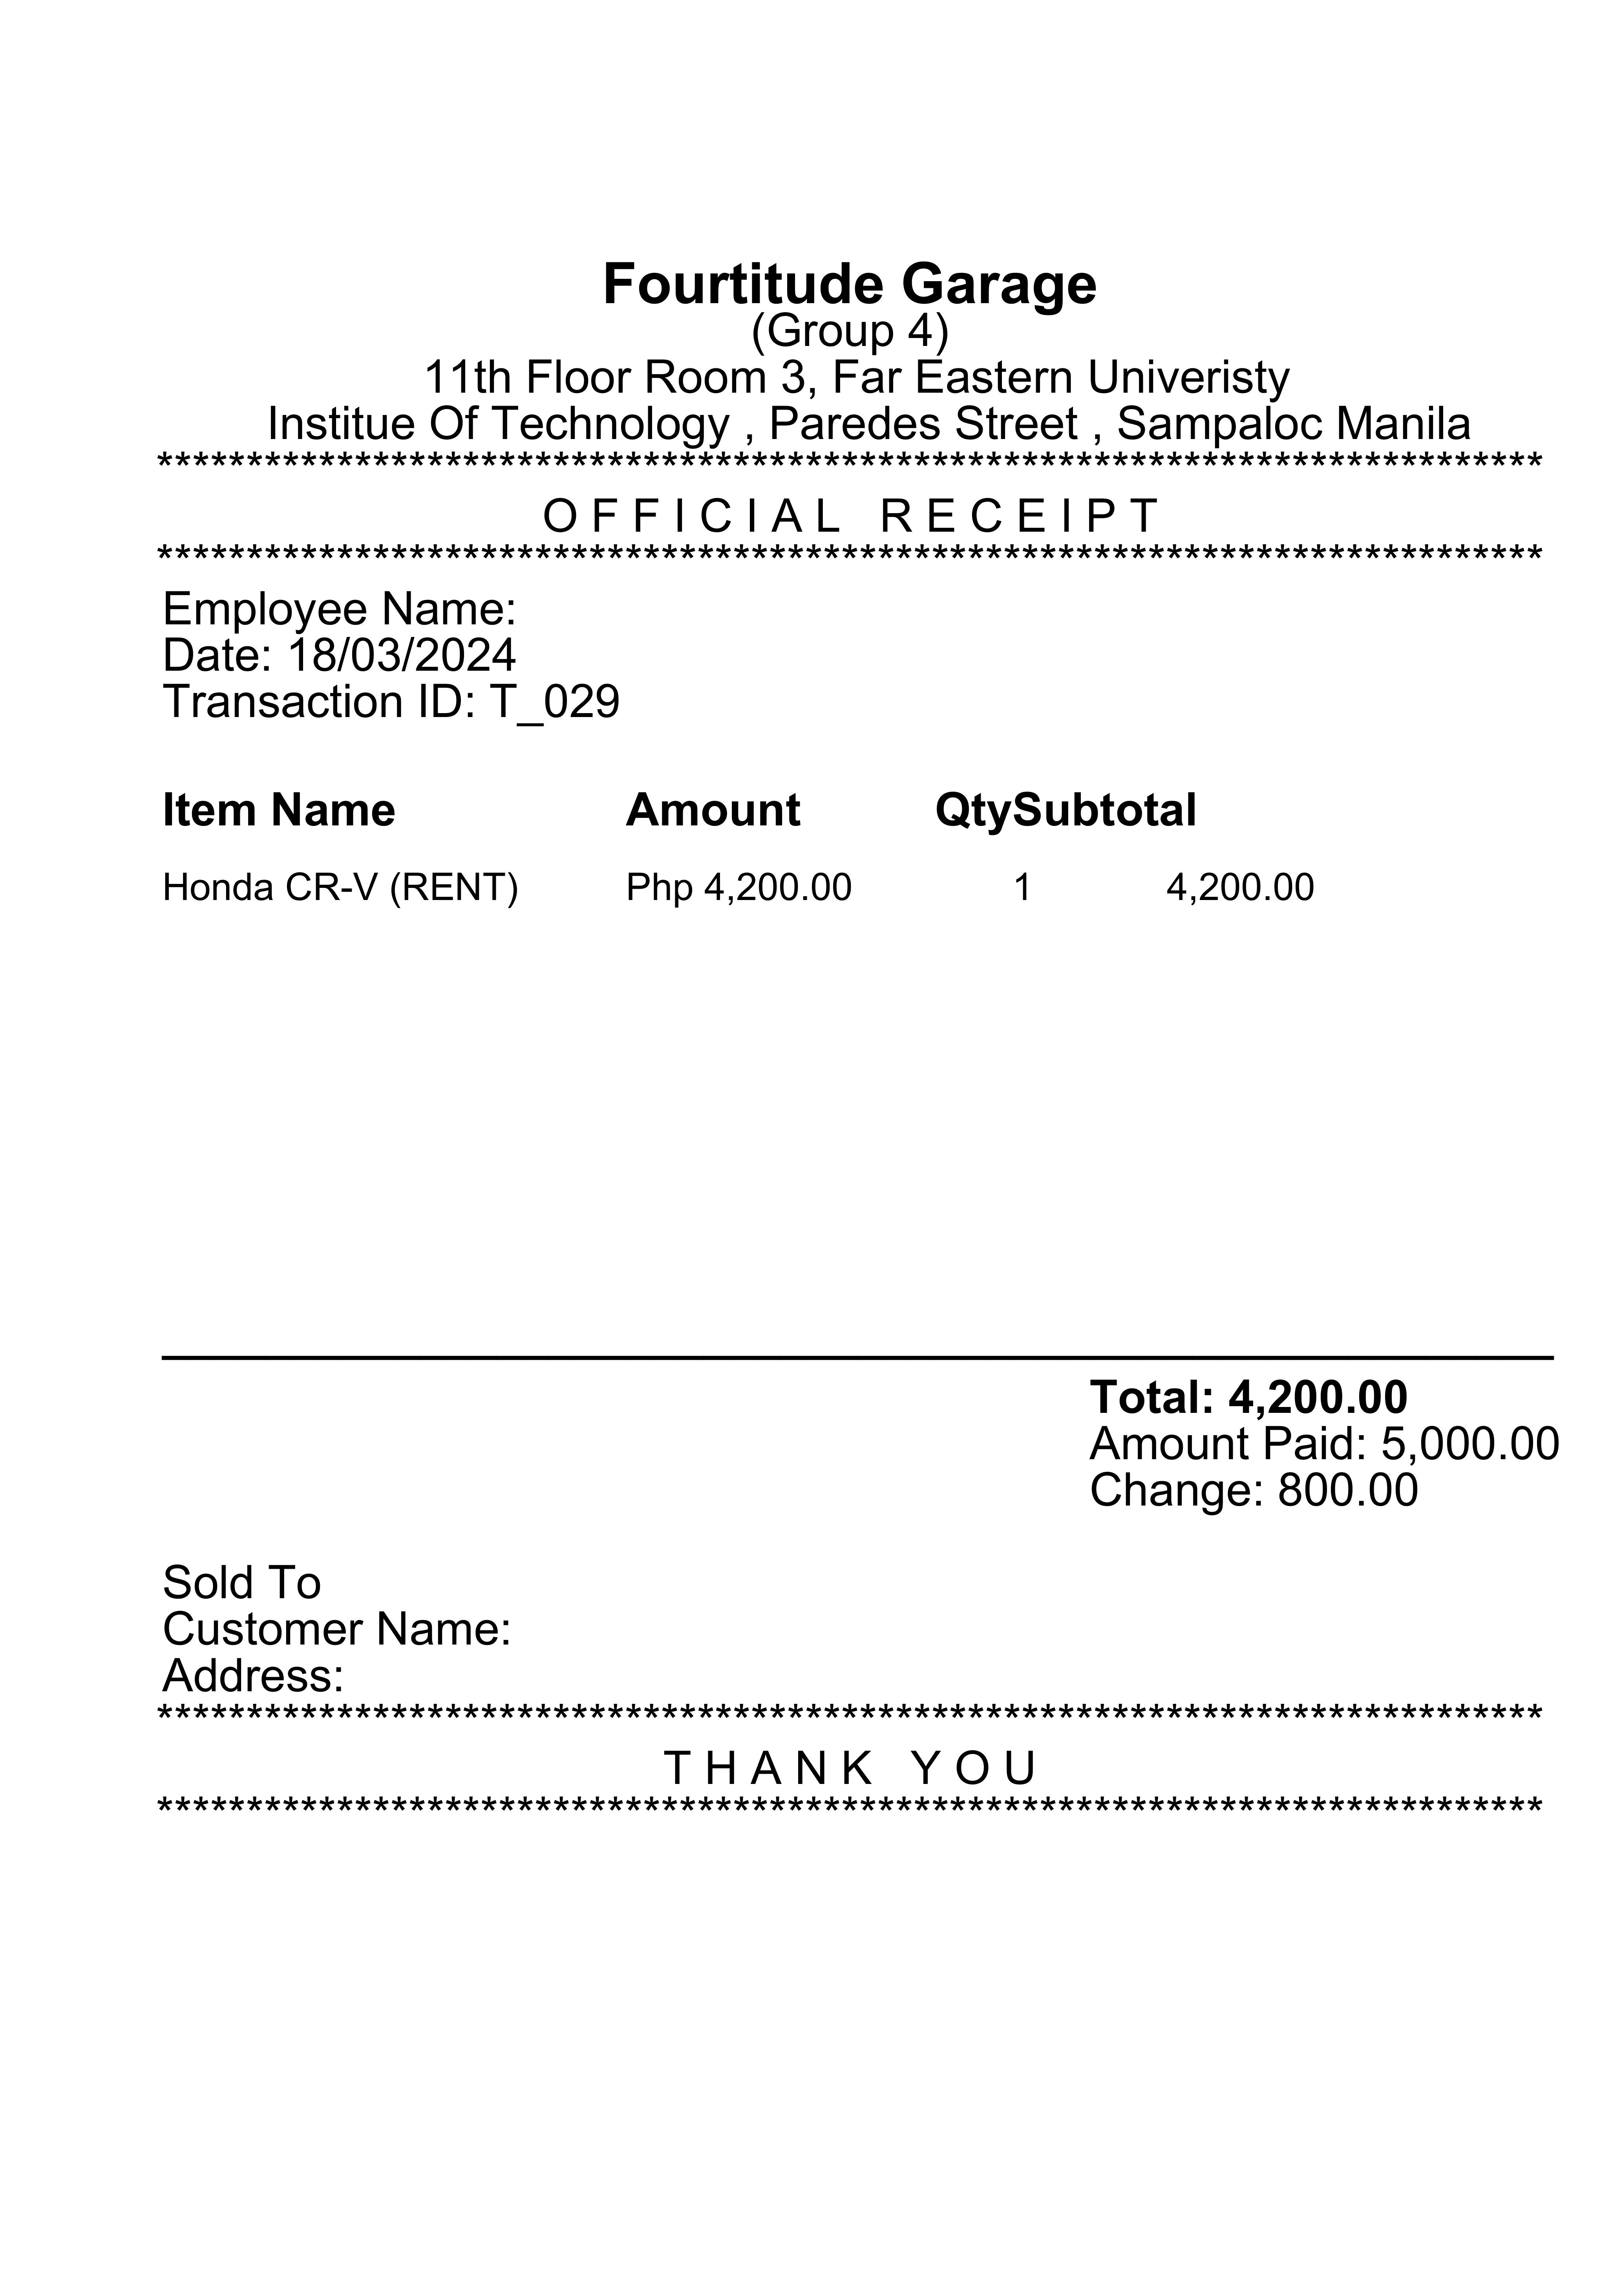 Fourtitude Garage
(Group 4)
11th Floor Room 3, Far Eastern Univeristy
Institue Of Technology , Paredes Street , Sampaloc Manila
*****************************************************************************
O F F I C I A L   R E C E I P T
*****************************************************************************
Employee Name:
Date: 18/03/2024
Transaction ID: T_029
Item Name Amount QtySubtotal
Honda CR-V (RENT) Php 4,200.00 1 4,200.00
Total: 4,200.00
Amount Paid: 5,000.00
Change: 800.00
Sold To
Customer Name:
Address:
*****************************************************************************
T H A N K   Y O U
*****************************************************************************